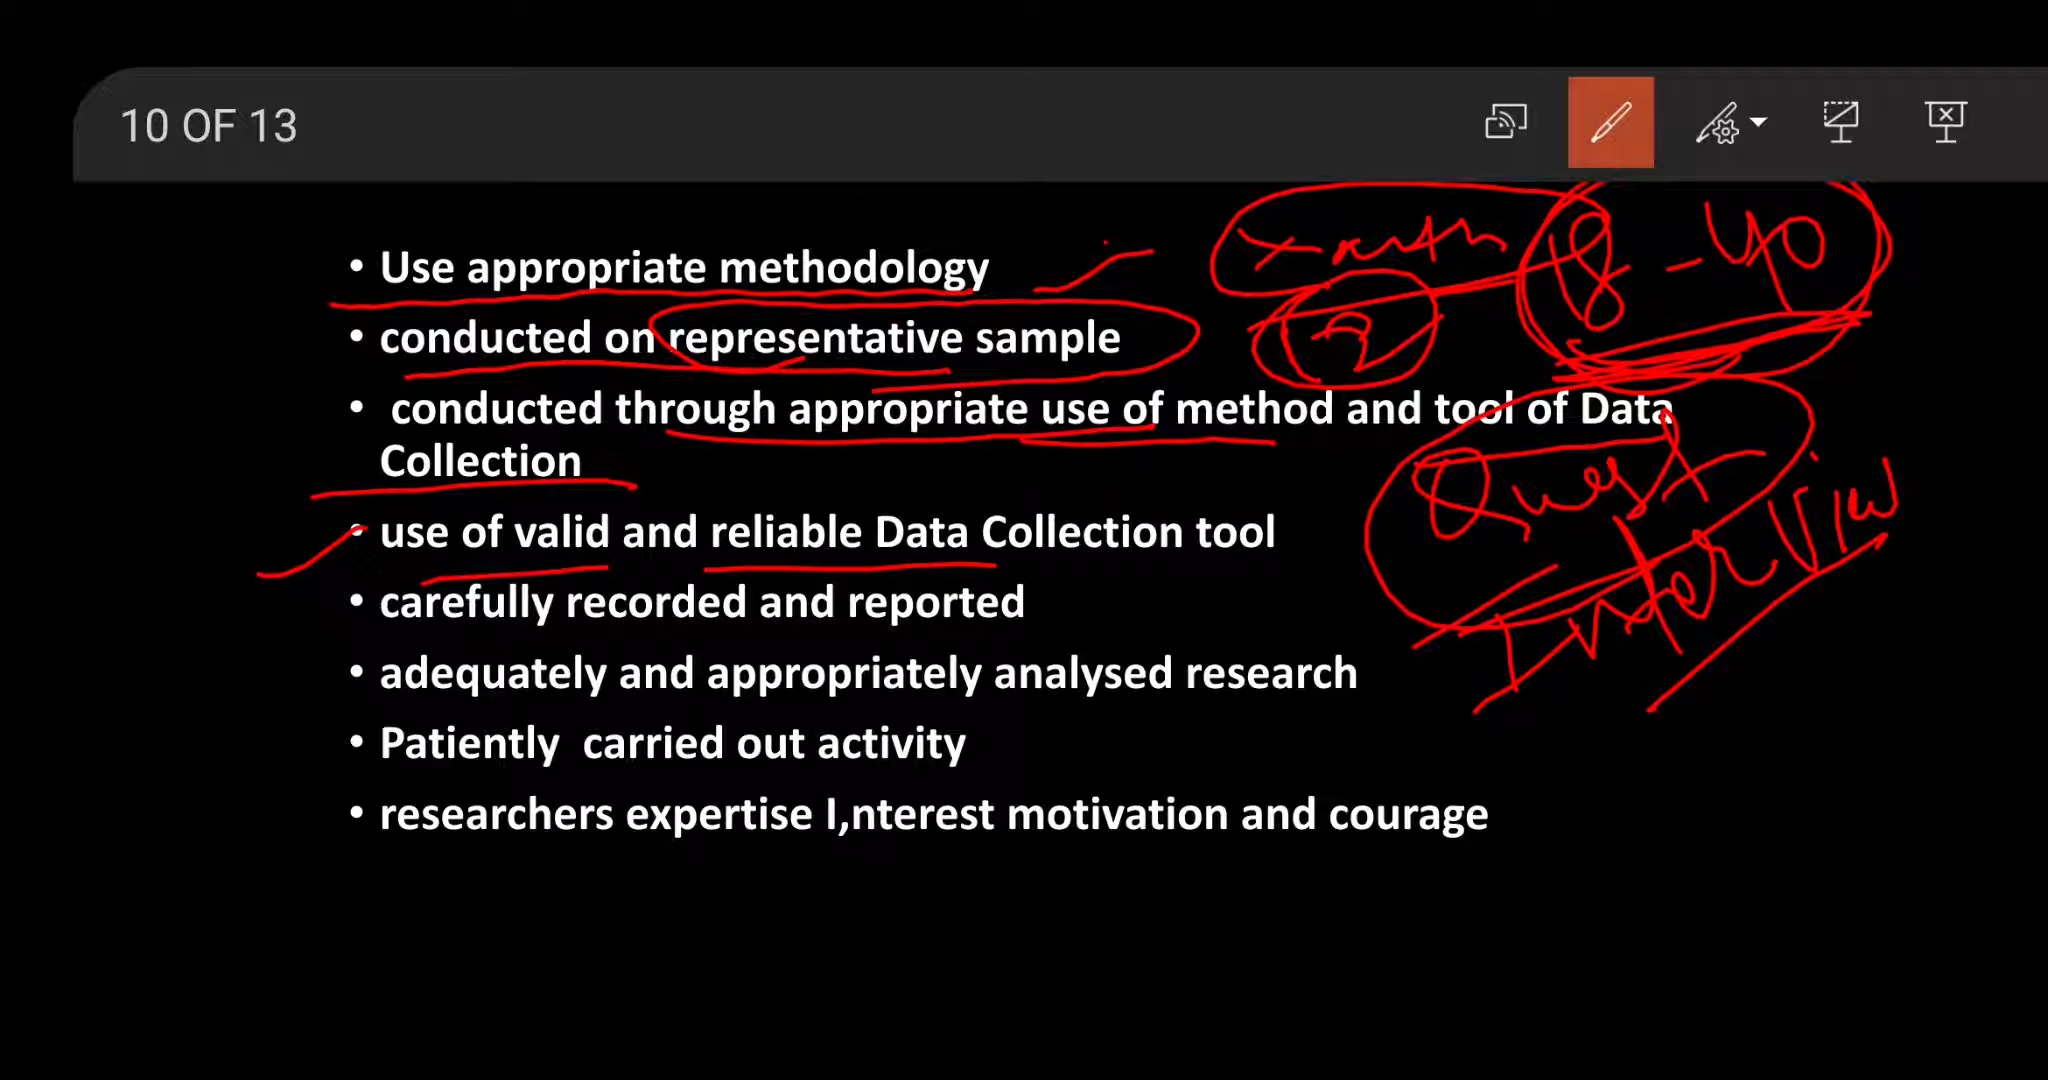 10 OF 13
• Use appropriate methodology
18-40
• conducted on representative sample
2
• conducted through appropriate use of method and tool of Data
Collection
Quest
• use of valid and reliable Data Collection tool
InterView
• carefully recorded and reported
• adequately and appropriately analysed research
• Patiently carried out activity
• researchers expertise I,nterest motivation and courage